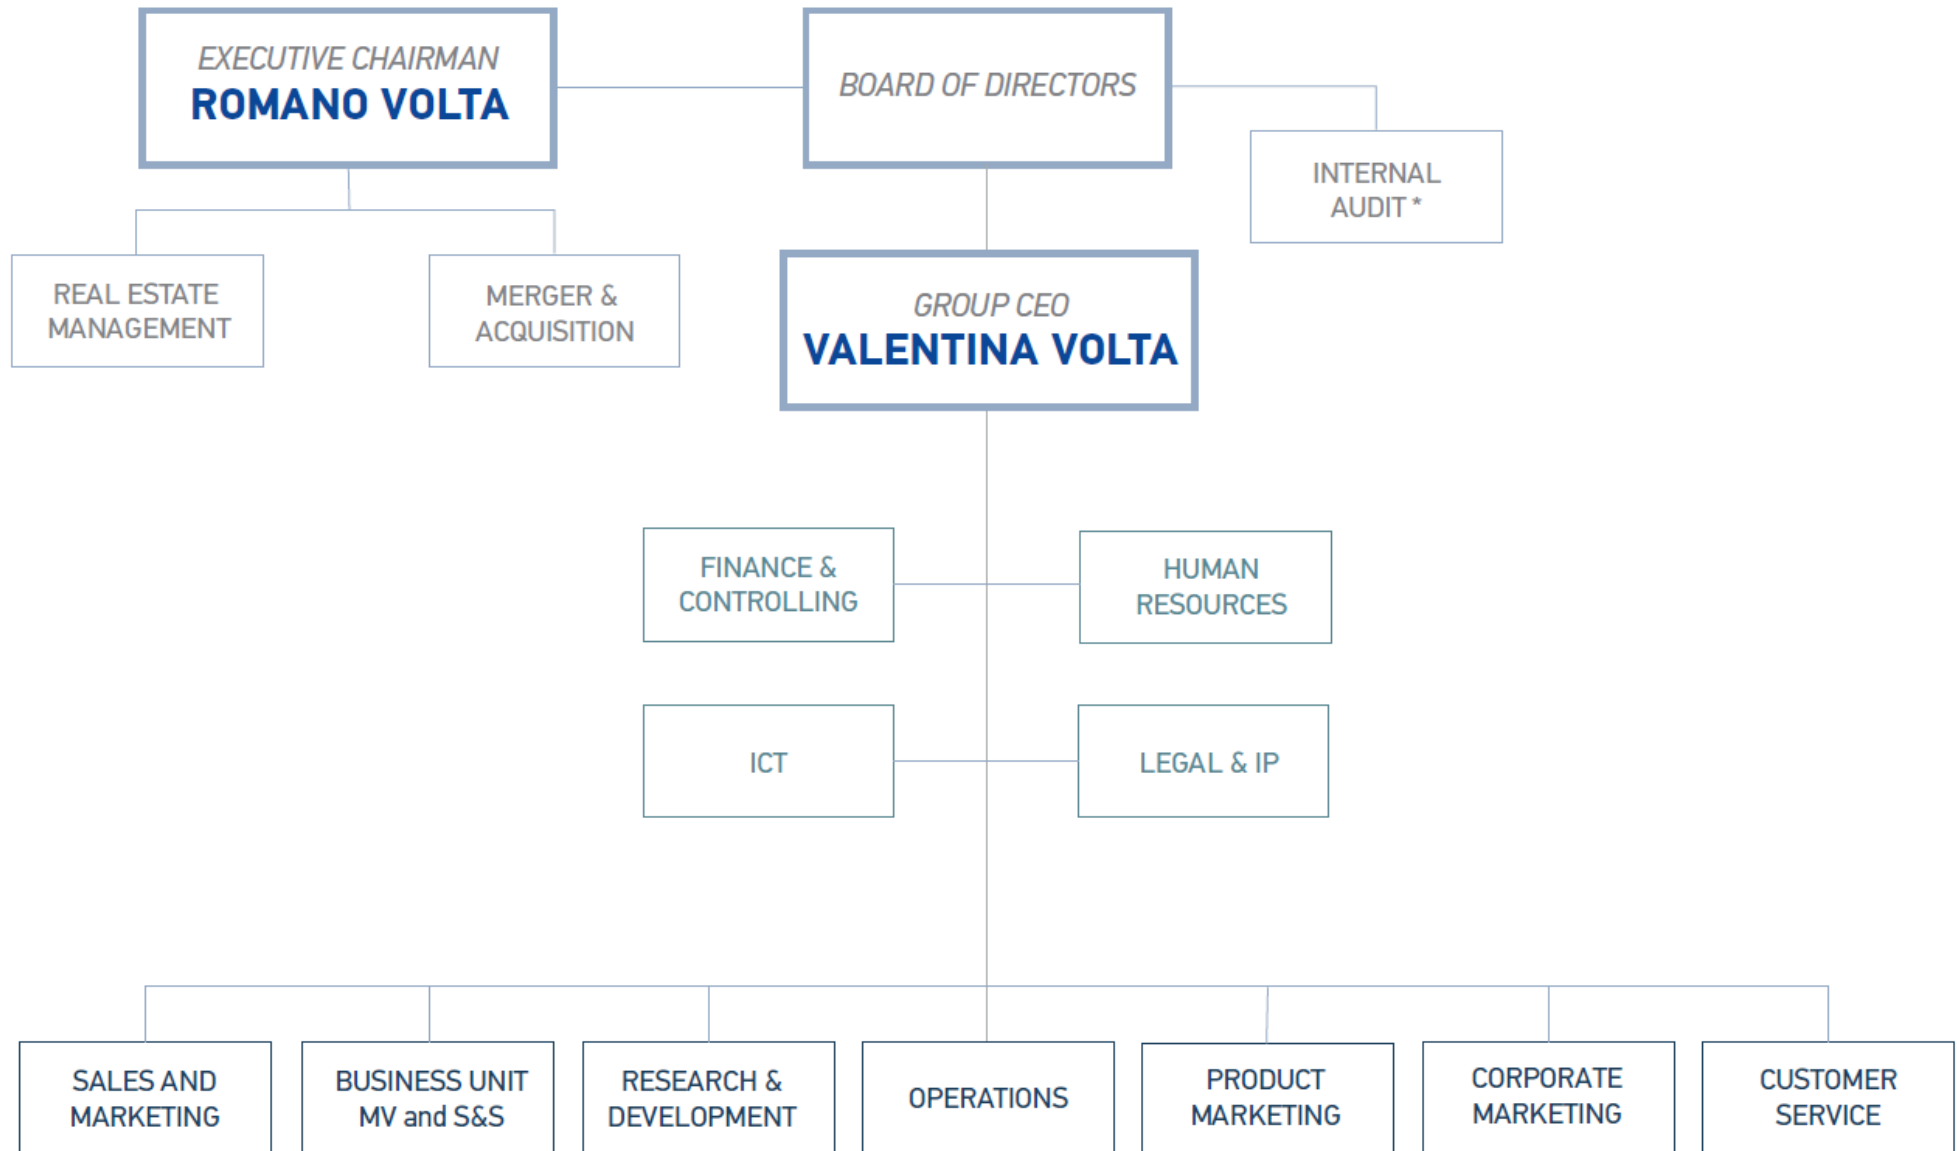 EXECUTIVE CHAIRMAN
ROMANO VOLTA
BOARD OF DIRECTORS
INTERNAL
AUDIT *
REAL ESTATE
MANAGEMENT
MERGER &
ACQUISITION
GROUP CEO
VALENTINA VOLTA
FINANCE &
CONTROLLING
HUMAN
RESOURCES
ICT
LEGAL & IP
SALES AND
MARKETING
BUSINESS UNIT
MV and S&S
RESEARCH &
DEVELOPMENT
OPERATIONS
PRODUCT
MARKETING
CORPORATE
MARKETING
CUSTOMER
SERVICE